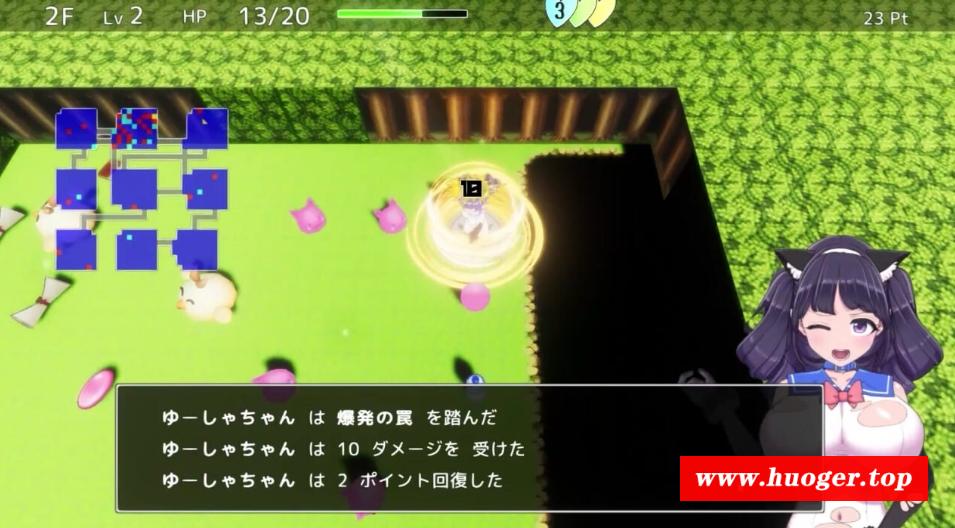 2F Lv 2 HP 13/20 3 23 Pt
10
ゆーしゃちゃん は 爆発の罠 を踏んだ
ゆーしゃちゃん は 10 ダメージを 受けた
ゆーしゃちゃん は 2 ポイント回復した
www.huoger.top